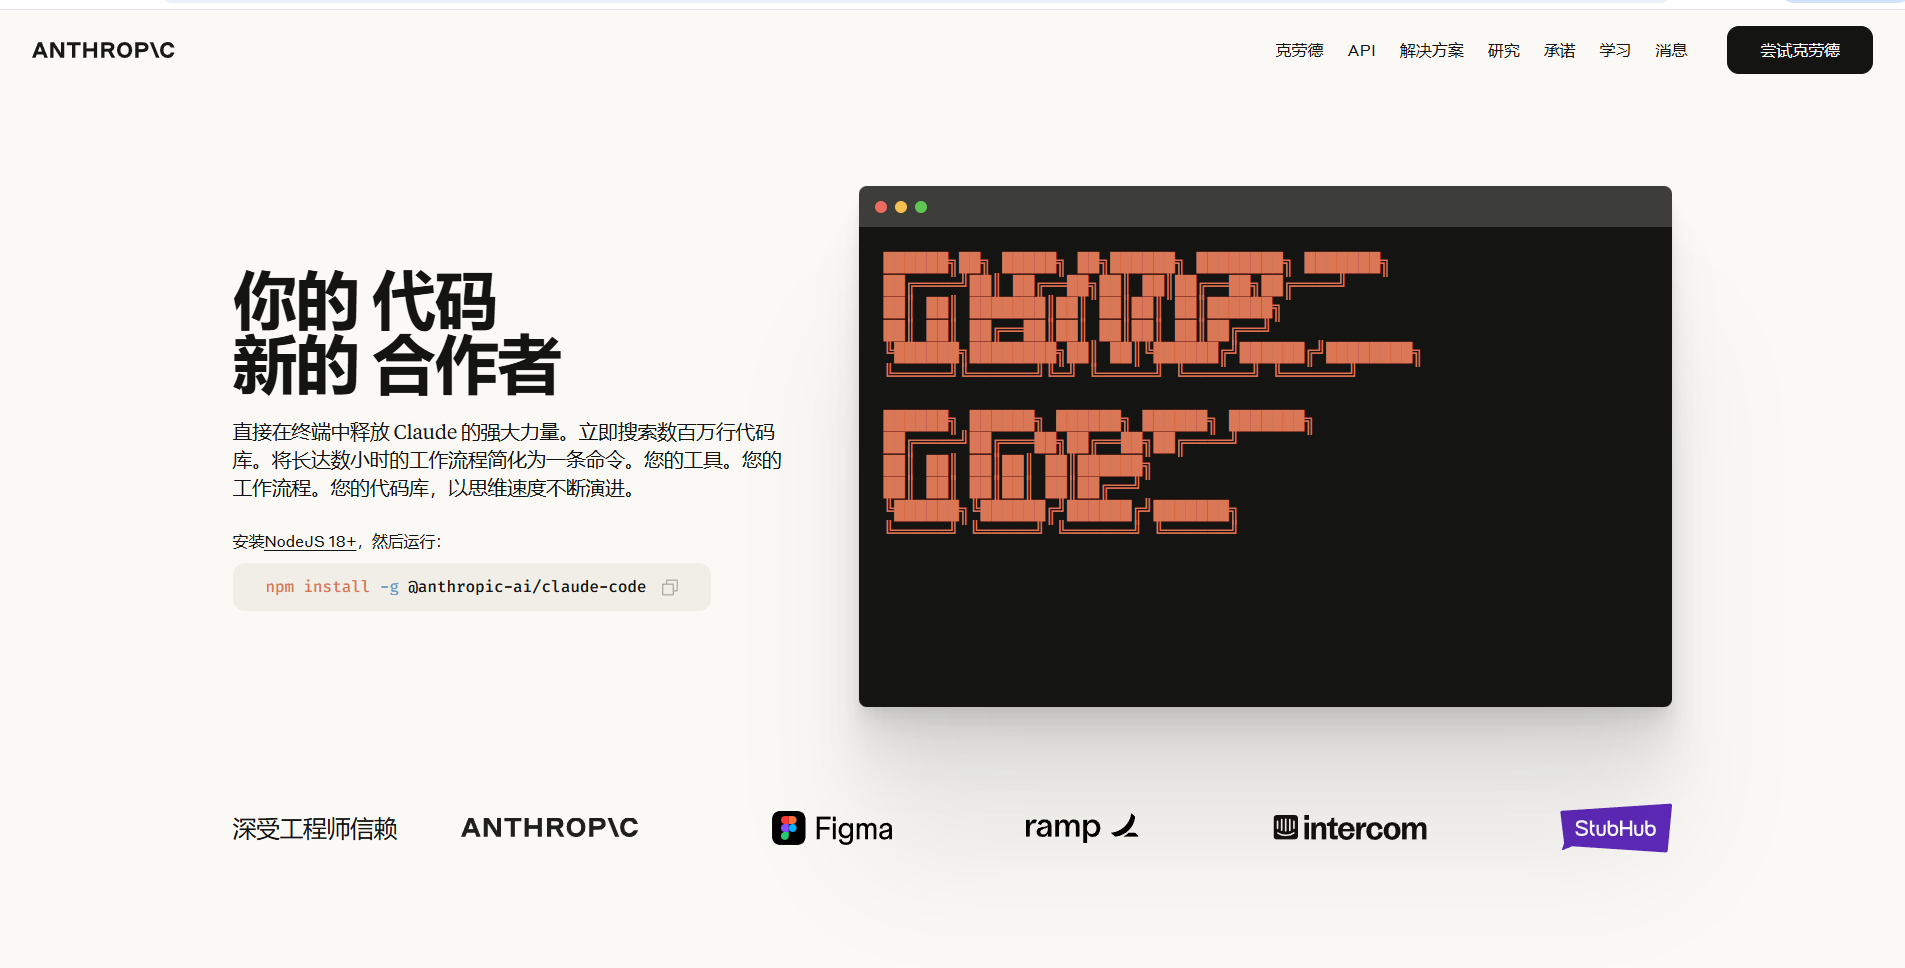 ANTHROP\C
克劳德 API 解决方案 研究 承诺 学习 消息 尝试克劳德
你的 代码
新的 合作者
直接在终端中释放 Claude 的强大力量。立即搜索数百万行代码
库。将长达数小时的工作流程简化为一条命令。您的工具。您的
工作流程。您的代码库，以思维速度不断演进。
安装NodeJS 18+，然后运行：
npm install -g @anthropic-ai/claude-code
深受工程师信赖 ANTHROP\C Figma ramp intercom StubHub